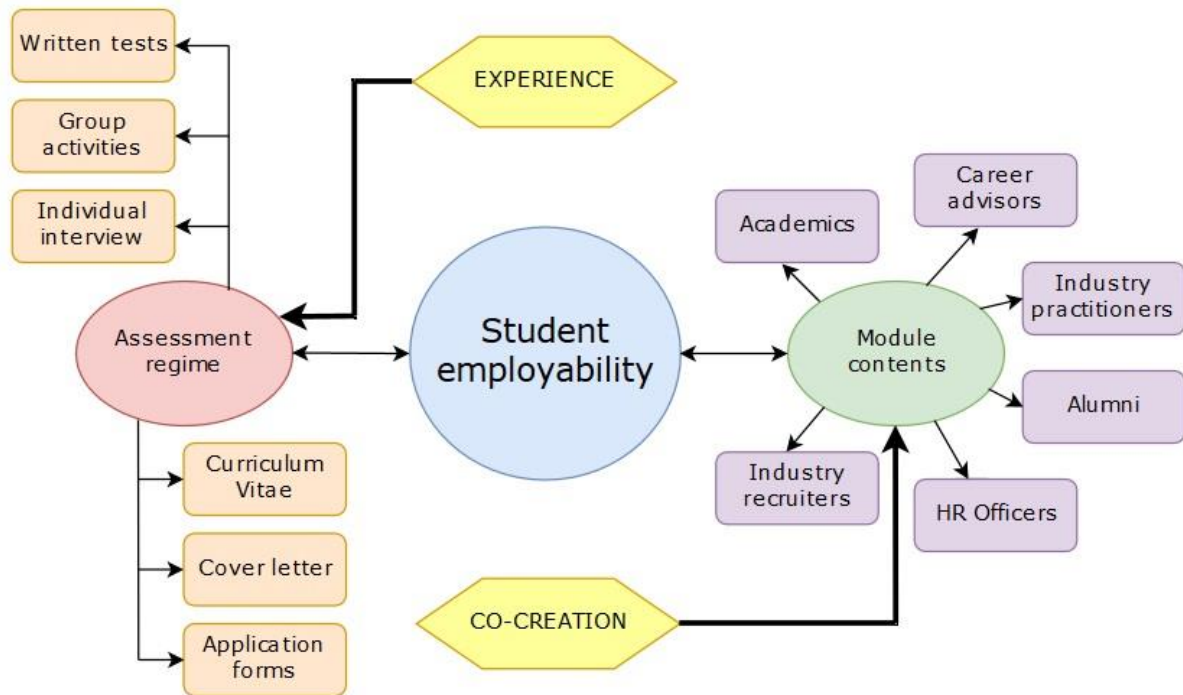 Written tests
Group
activities
Individual
interview
Assessment
regime
Curriculum
Vitae
Cover letter
Application
forms
EXPERIENCE
Student
employability
CO-CREATION
Academics
Career
advisors
Industry
practitioners
Module
contents
Alumni
HR Officers
Industry
recruiters